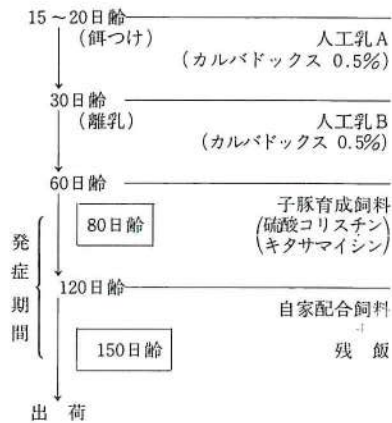 15～20日齢
(餌つけ)
人工乳A
(カルバドックス 0.5%)
30日齢
(離乳)
人工乳B
(カルバドックス 0.5%)
60日齢
子豚育成飼料
(硫酸コリスチン)
(キタサマイシン)
80日齢
発症期間
120日齢
自家配合飼料
150日齢
残飯
出荷